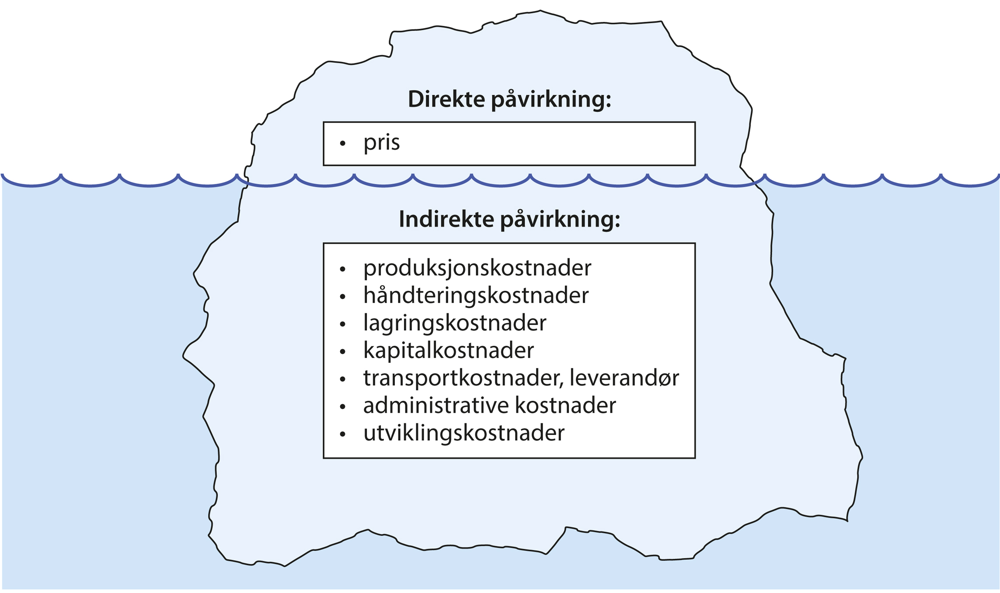 Direkte påvirkning:
• pris
Indirekte påvirkning:
• produksjonskostnader
• håndteringskostnader
• lagringskostnader
• kapitalkostnader
• transportkostnader, leverandør
• administrative kostnader
• utviklingskostnader